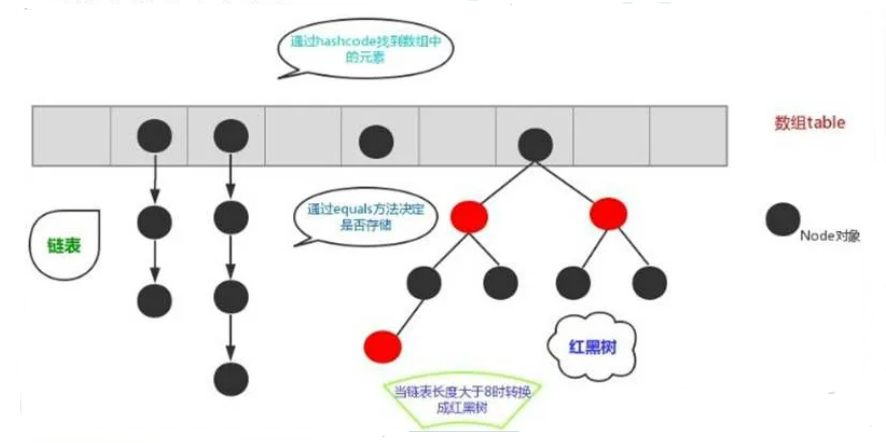 通过hashcode找到数组中
的元素
数组table
链表
通过equals方法决定
是否存储
Node对象
红黑树
当链表长度大于8时转换
成红黑树